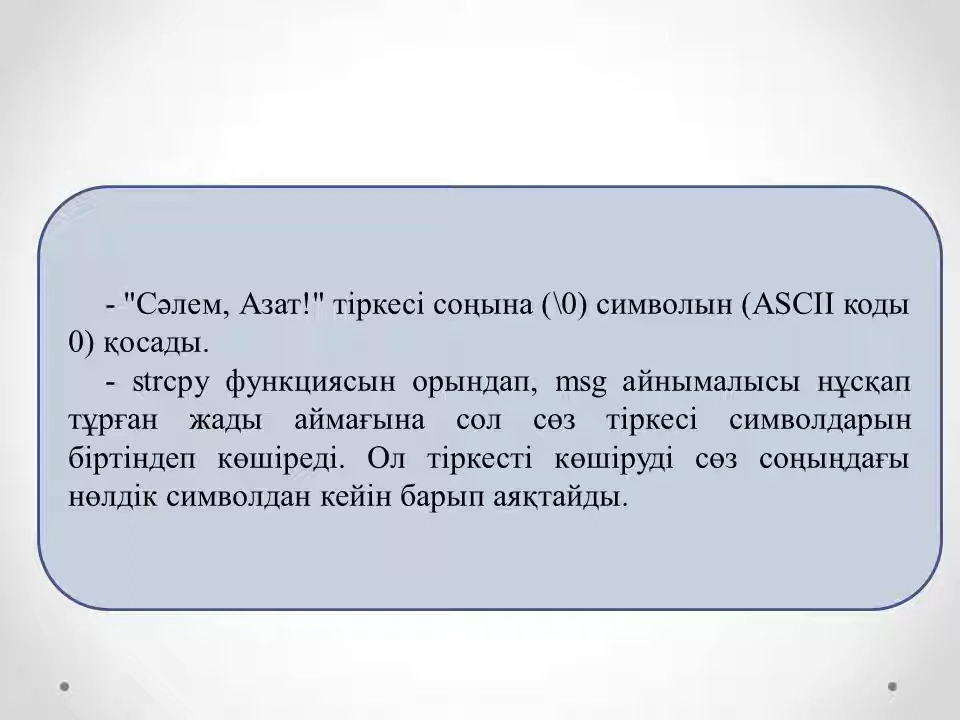 - "Сәлем, Азат!" тіркесі соңына (\0) символын (ASCII коды
0) қосады.
- strcpy функциясын орындап, msg айнымалысы нұсқап
тұрған жады аймағына сол сөз тіркесі символдарын
біртіндеп көшіреді. Ол тіркесті көшіруді сөз соңыңдағы
нөлдік символдан кейін барып аяқтайды.